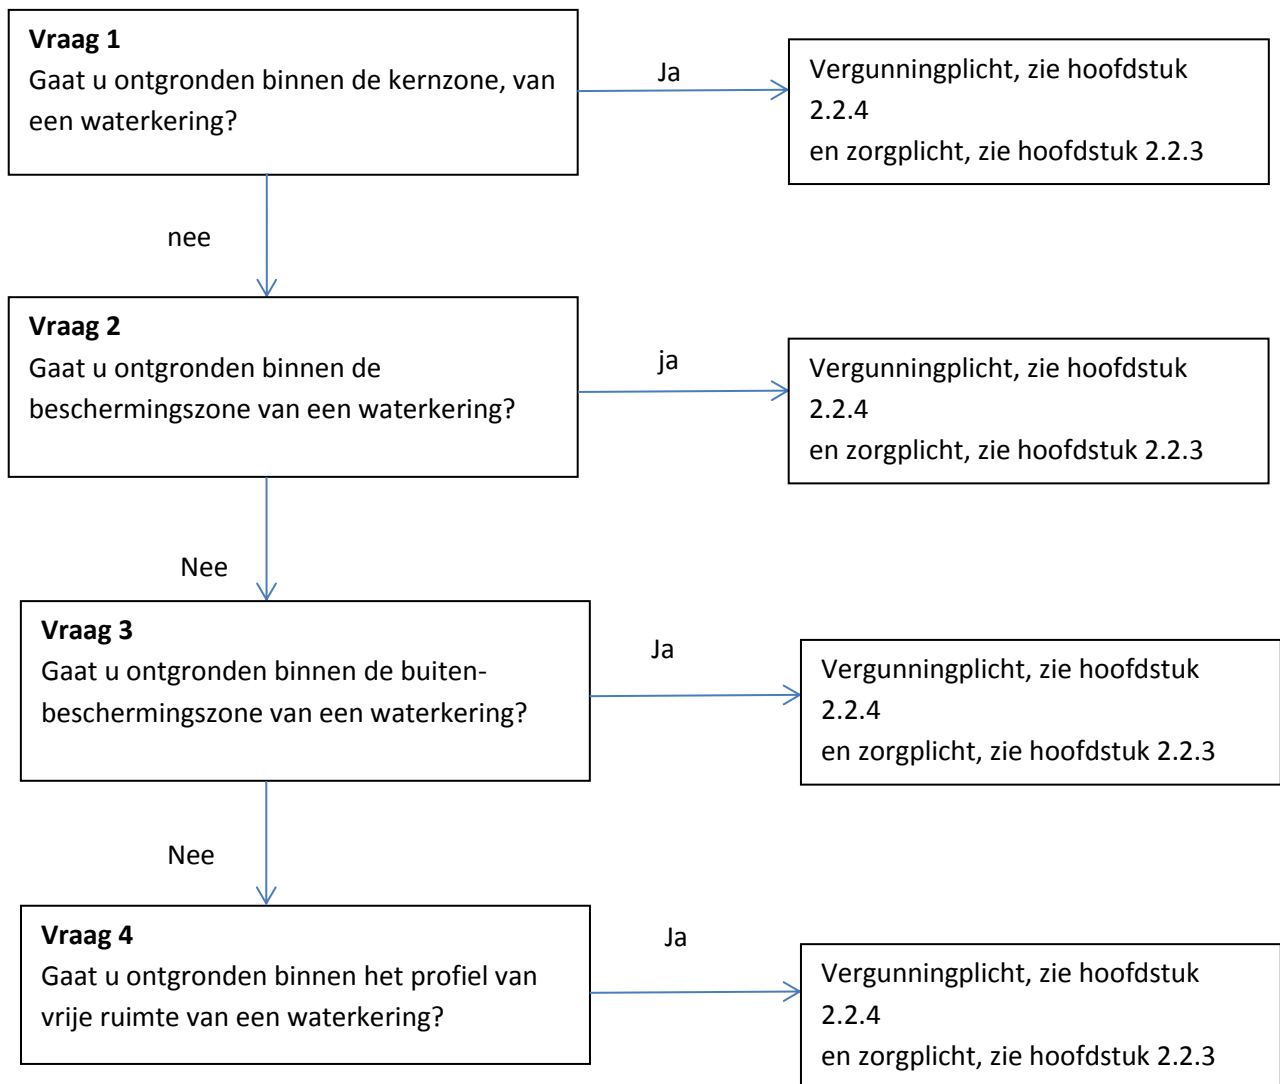 Vraag 1
Gaat u ontgronden binnen de kernzone, van
een waterkering?
Ja
Vergunningplicht, zie hoofdstuk
2.2.4
en zorgplicht, zie hoofdstuk 2.2.3
nee
Vraag 2
Gaat u ontgronden binnen de
beschermingszone van een waterkering?
ja
Vergunningplicht, zie hoofdstuk
2.2.4
en zorgplicht, zie hoofdstuk 2.2.3
Nee
Vraag 3
Gaat u ontgronden binnen de buiten-
beschermingszone van een waterkering?
Ja
Vergunningplicht, zie hoofdstuk
2.2.4
en zorgplicht, zie hoofdstuk 2.2.3
Nee
Vraag 4
Gaat u ontgronden binnen het profiel van
vrije ruimte van een waterkering?
Ja
Vergunningplicht, zie hoofdstuk
2.2.4
en zorgplicht, zie hoofdstuk 2.2.3